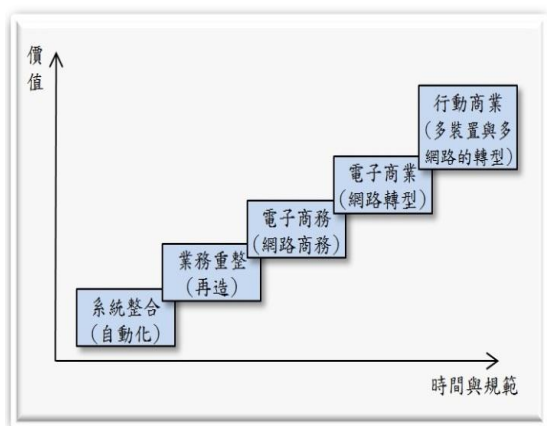 價
值
行動商業
(多裝置與多
網路的轉型)
電子商業
(網路轉型)
電子商務
(網路商務)
業務重整
(再造)
系統整合
(自動化)
時間與規範